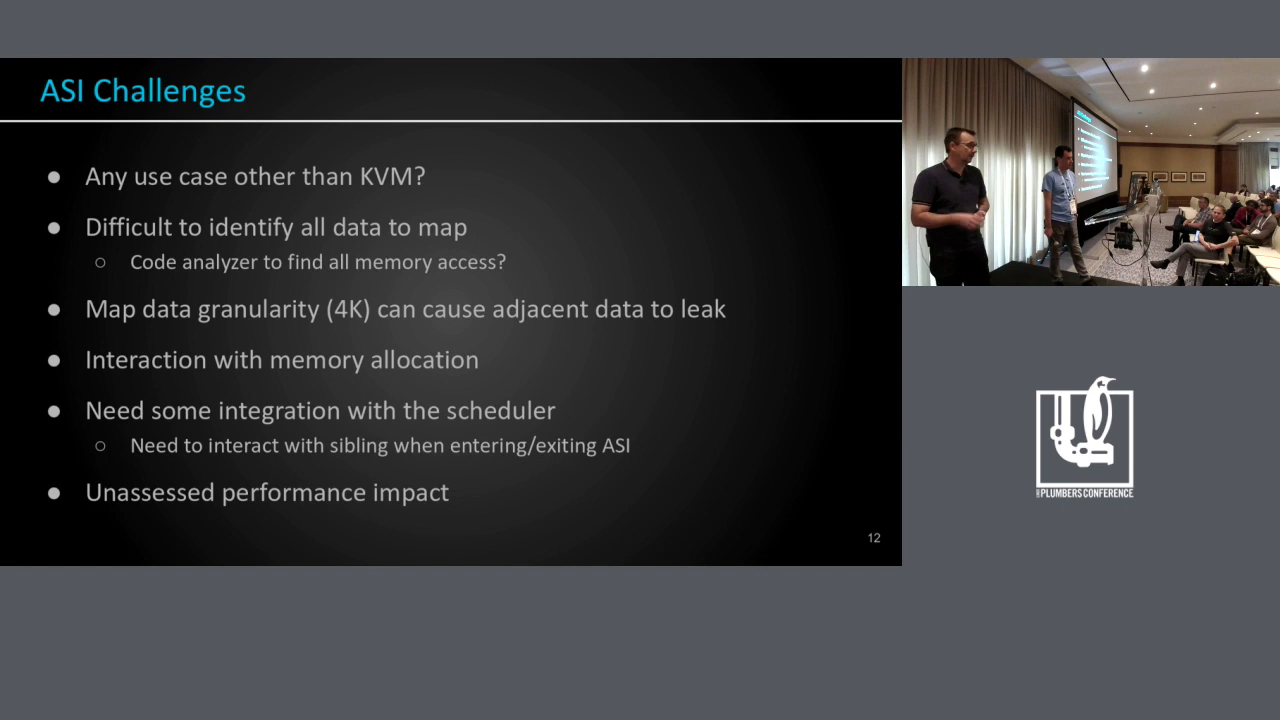 ASI Challenges
● Any use case other than KVM?
● Difficult to identify all data to map
○ Code analyzer to find all memory access?
● Map data granularity (4K) can cause adjacent data to leak
● Interaction with memory allocation
● Need some integration with the scheduler
○ Need to interact with sibling when entering/exiting ASI
● Unassessed performance impact
12
PLUMBERS CONFERENCE